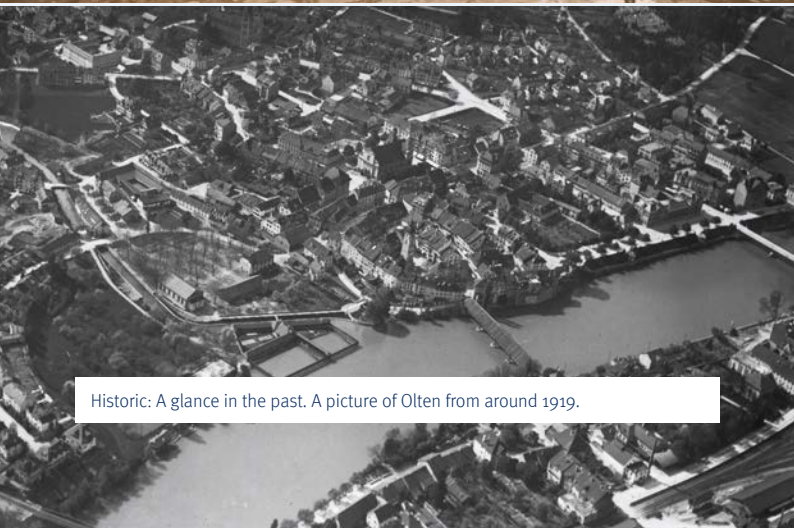 Historic: A glance in the past. A picture of Olten from around 1919.